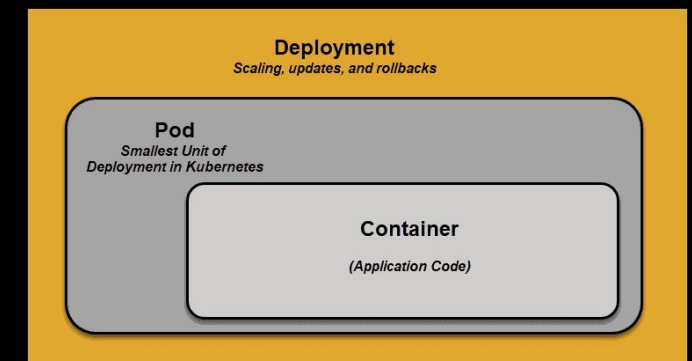 Deployment
Scaling, updates, and rollbacks
Pod
Smallest Unit of
Deployment in Kubernetes
Container
(Application Code)